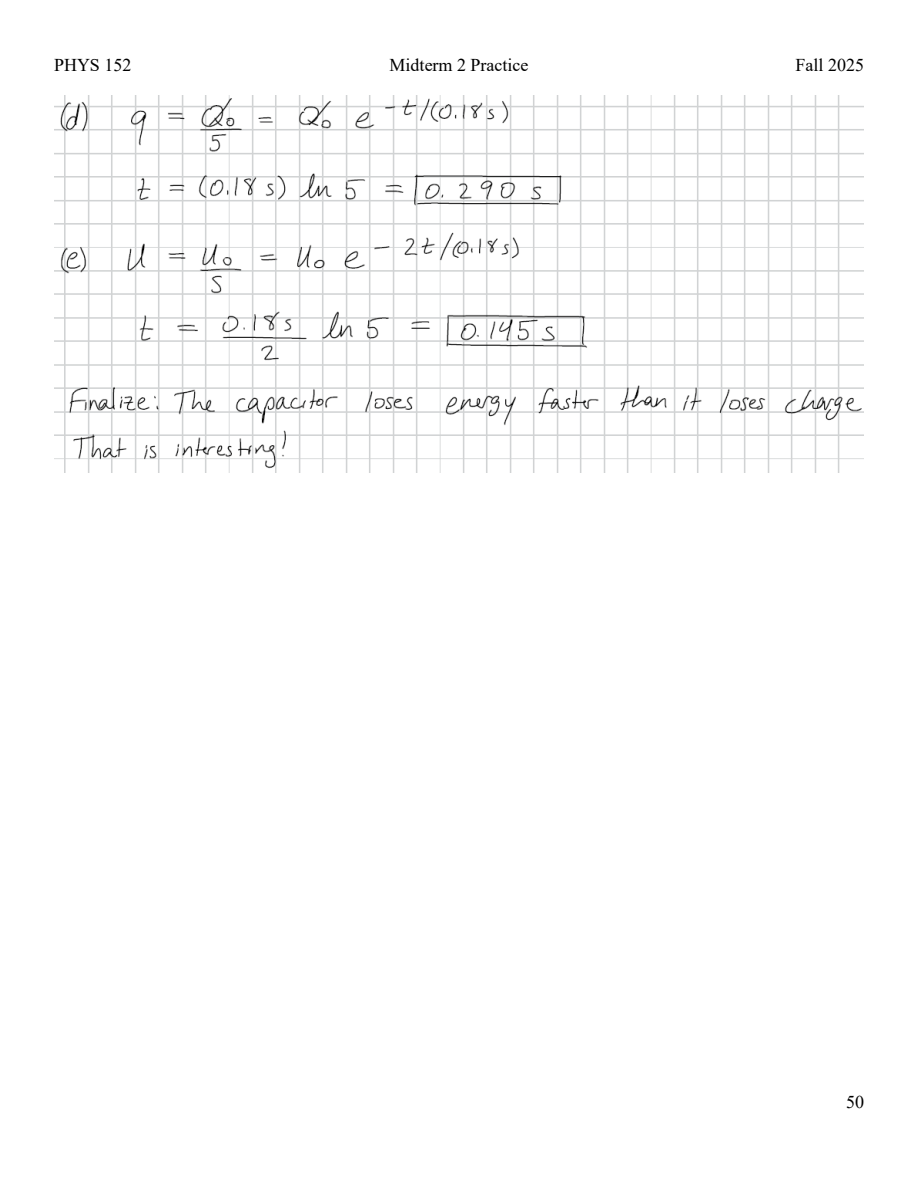 PHYS 152 Midterm 2 Practice Fall 2025
(d) q = Q₀/5 = Q₀ e^{-t/(0.18 s)}
t = (0.18 s) ln 5 = 0.290 s
(e) U = U₀/5 = U₀ e^{-2t/(0.18 s)}
t = 0.18 s/2 ln 5 = 0.145 s
Finalize: The capacitor loses energy faster than it loses charge
That is interesting!
50